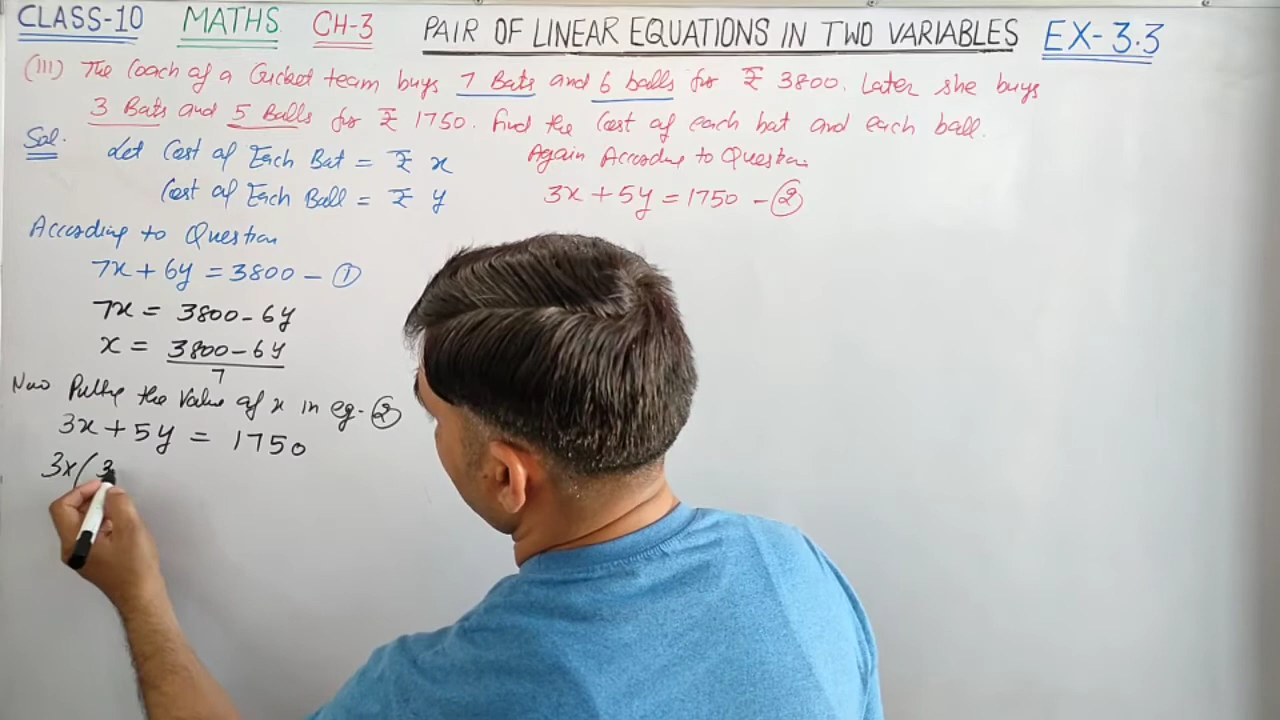 CLASS-10 MATHS CH-3 PAIR OF LINEAR EQUATIONS IN TWO VARIABLES EX-3.3
(III) The Coach of a Cricket team buys 7 Bats and 6 balls for ₹ 3800. Later she buys
3 Bats and 5 Balls for ₹ 1750. Find the Cost of each bat and each ball.
Sol. Let Cost of Each Bat = ₹ x
Cost of Each Ball = ₹ y
According to Question
7x + 6y = 3800 - ①
7x = 3800 - 6y
x = 3800 - 6y
7
Now Putting the Value of x in eq- ②
3x + 5y = 1750
3x( 3
Again According to Question
3x + 5y = 1750 - ②